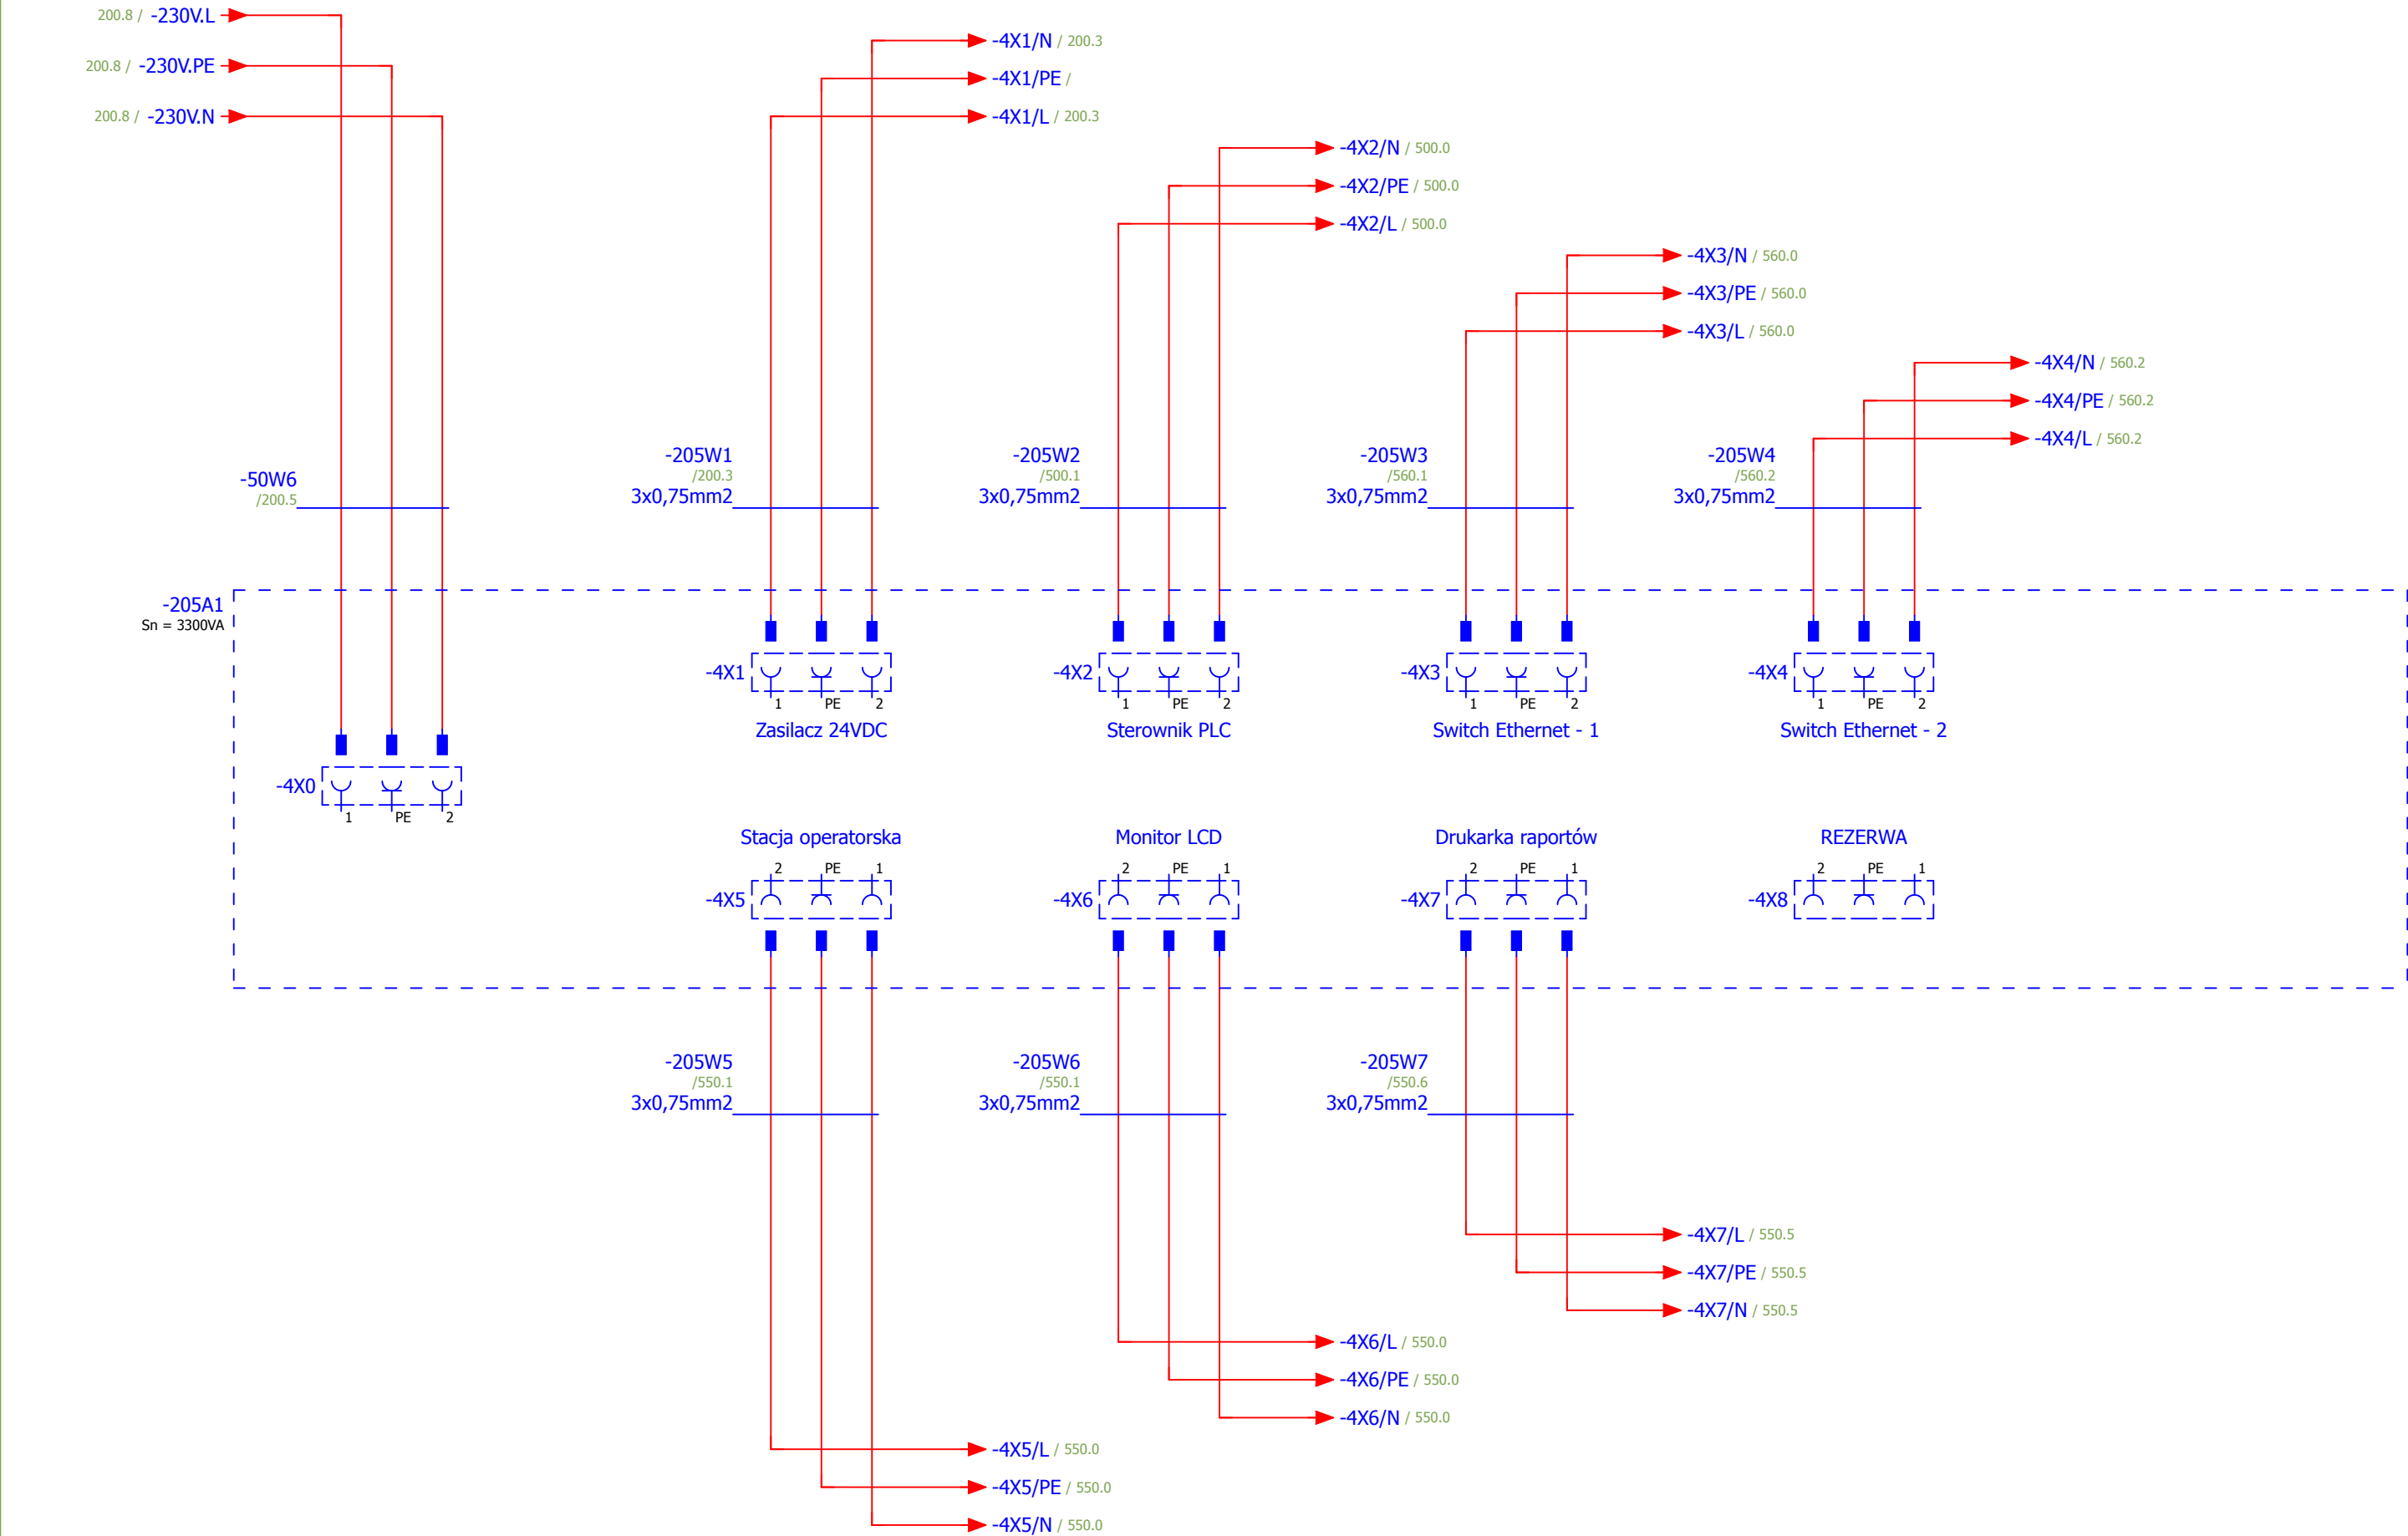 200.8 / -230V.L
200.8 / -230V.PE
200.8 / -230V.N
-4X1/N / 200.3
-4X1/PE /
-4X1/L / 200.3
-4X2/N / 500.0
-4X2/PE / 500.0
-4X2/L / 500.0
-4X3/N / 560.0
-4X3/PE / 560.0
-4X3/L / 560.0
-4X4/N / 560.2
-4X4/PE / 560.2
-4X4/L / 560.2
-50W6
/200.5
-205W1
/200.3
3x0,75mm2
-205W2
/500.1
3x0,75mm2
-205W3
/560.1
3x0,75mm2
-205W4
/560.2
3x0,75mm2
-205A1
Sn = 3300VA
-4X0
1 PE 2
-4X1
1 PE 2
Zasilacz 24VDC
-4X2
1 PE 2
Sterownik PLC
-4X3
1 PE 2
Switch Ethernet - 1
-4X4
1 PE 2
Switch Ethernet - 2
Stacja operatorska
2 PE 1
-4X5
Monitor LCD
2 PE 1
-4X6
Drukarka raportów
2 PE 1
-4X7
REZERWA
2 PE 1
-4X8
-205W5
/550.1
3x0,75mm2
-205W6
/550.1
3x0,75mm2
-205W7
/550.6
3x0,75mm2
-4X7/L / 550.5
-4X7/PE / 550.5
-4X7/N / 550.5
-4X6/L / 550.0
-4X6/PE / 550.0
-4X6/N / 550.0
-4X5/L / 550.0
-4X5/PE / 550.0
-4X5/N / 550.0